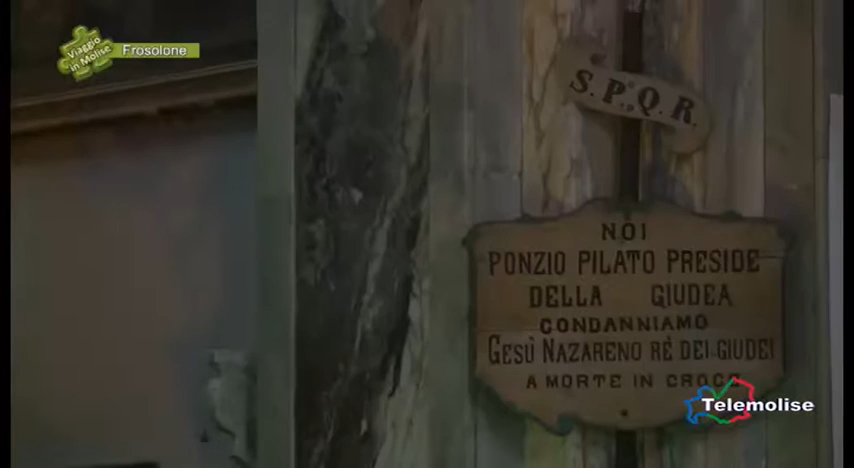 Viaggio
in Molise
Frosolone
S.P.Q.R.
NOI
PONZIO PILATO PRESIDE
DELLA GIUDEA
CONDANNIAMO
GESÙ NAZARENO RÈ DEI GIUDEI
A MORTE IN CROCE
Telemolise